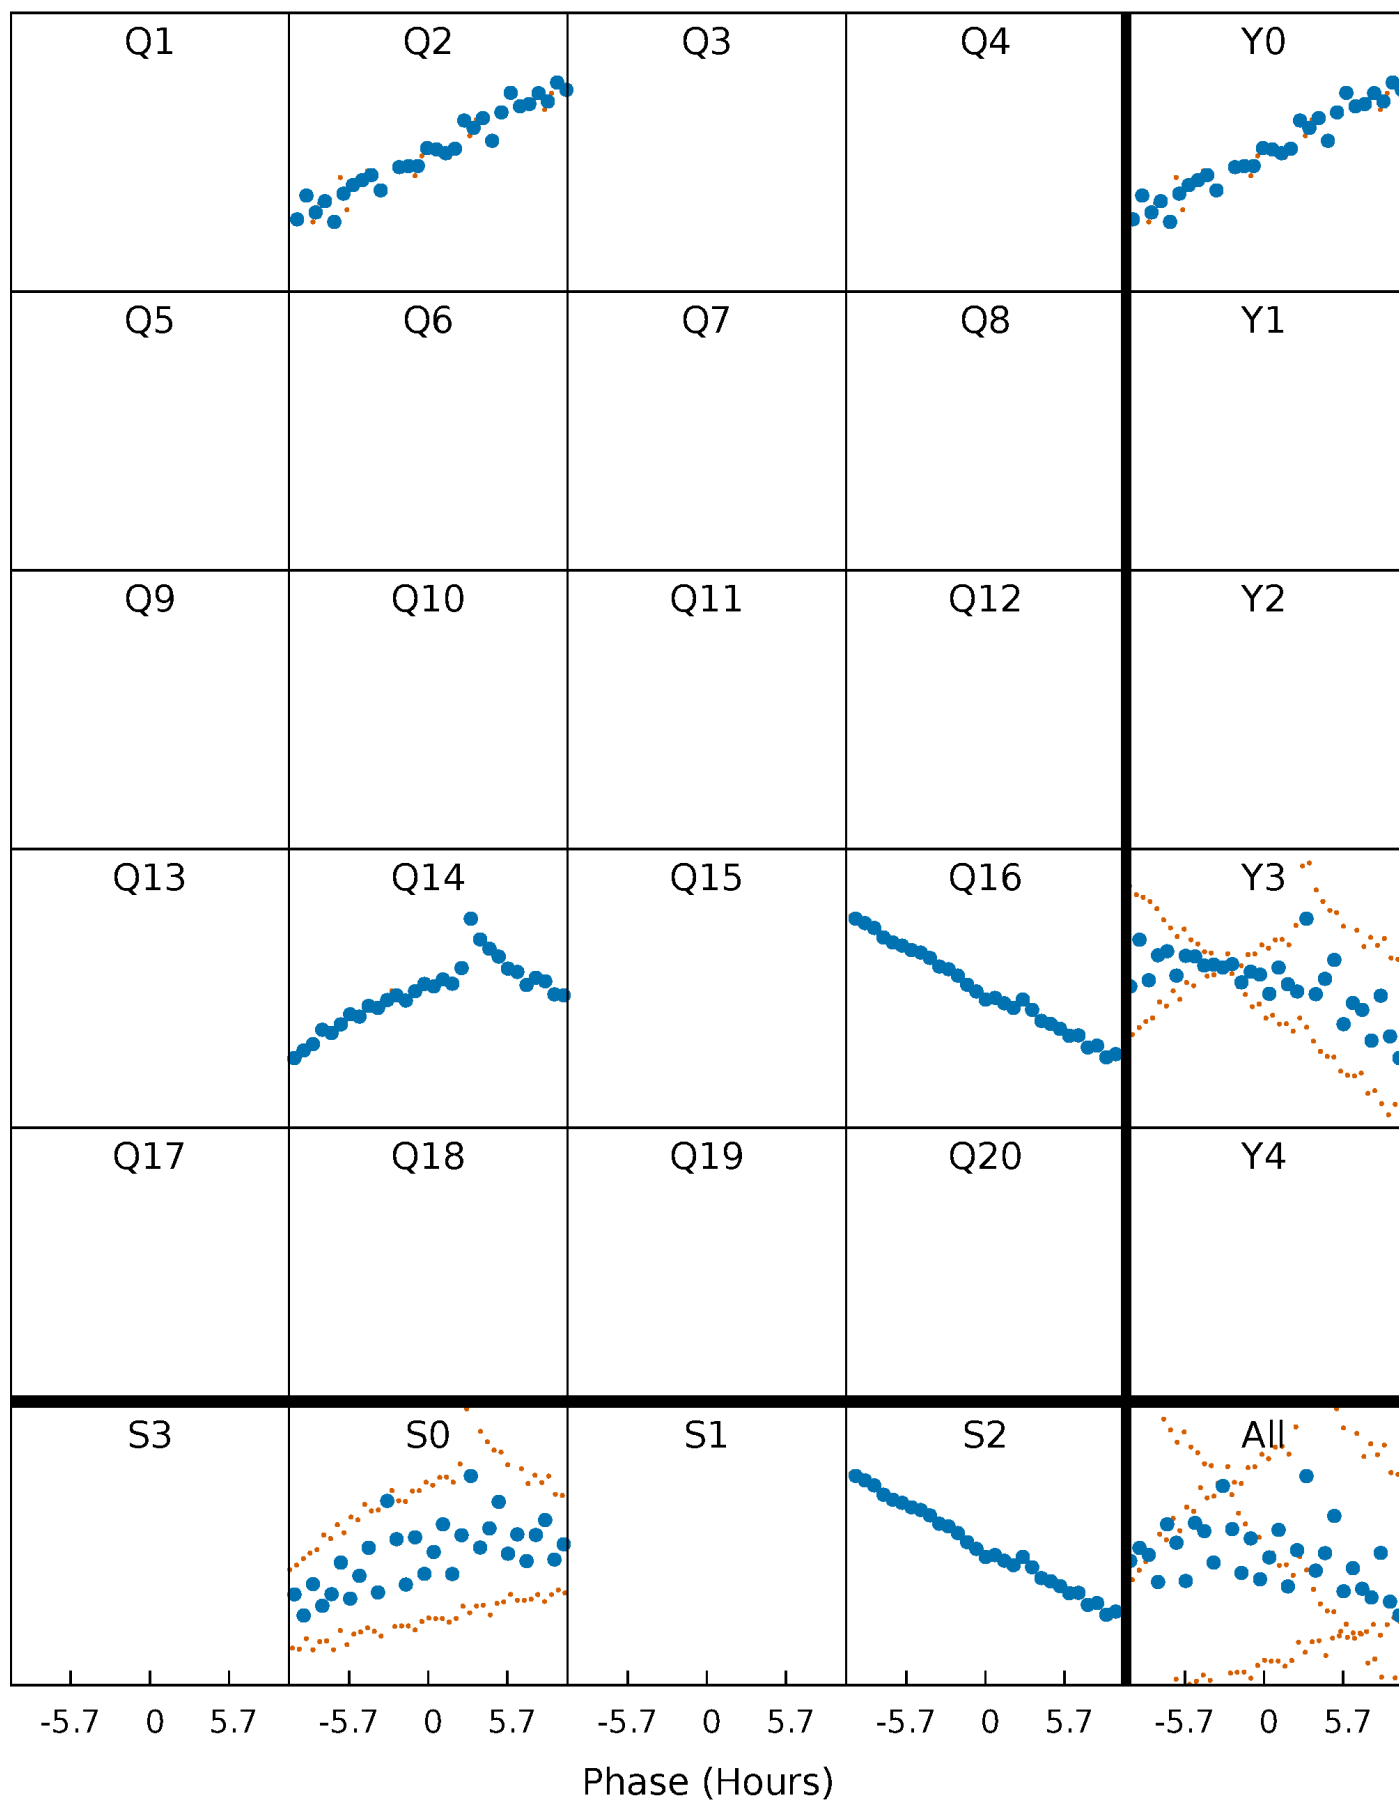 Q1 Q2 Q3 Q4 Y0
Q5 Q6 Q7 Q8 Y1
Q9 Q10 Q11 Q12 Y2
Q13 Q14 Q15 Q16 Y3
Q17 Q18 Q19 Q20 Y4
S3 S0 S1 S2 All
-5.7 0 5.7 -5.7 0 5.7 -5.7 0 5.7 -5.7 0 5.7 -5.7 0 5.7
Phase (Hours)